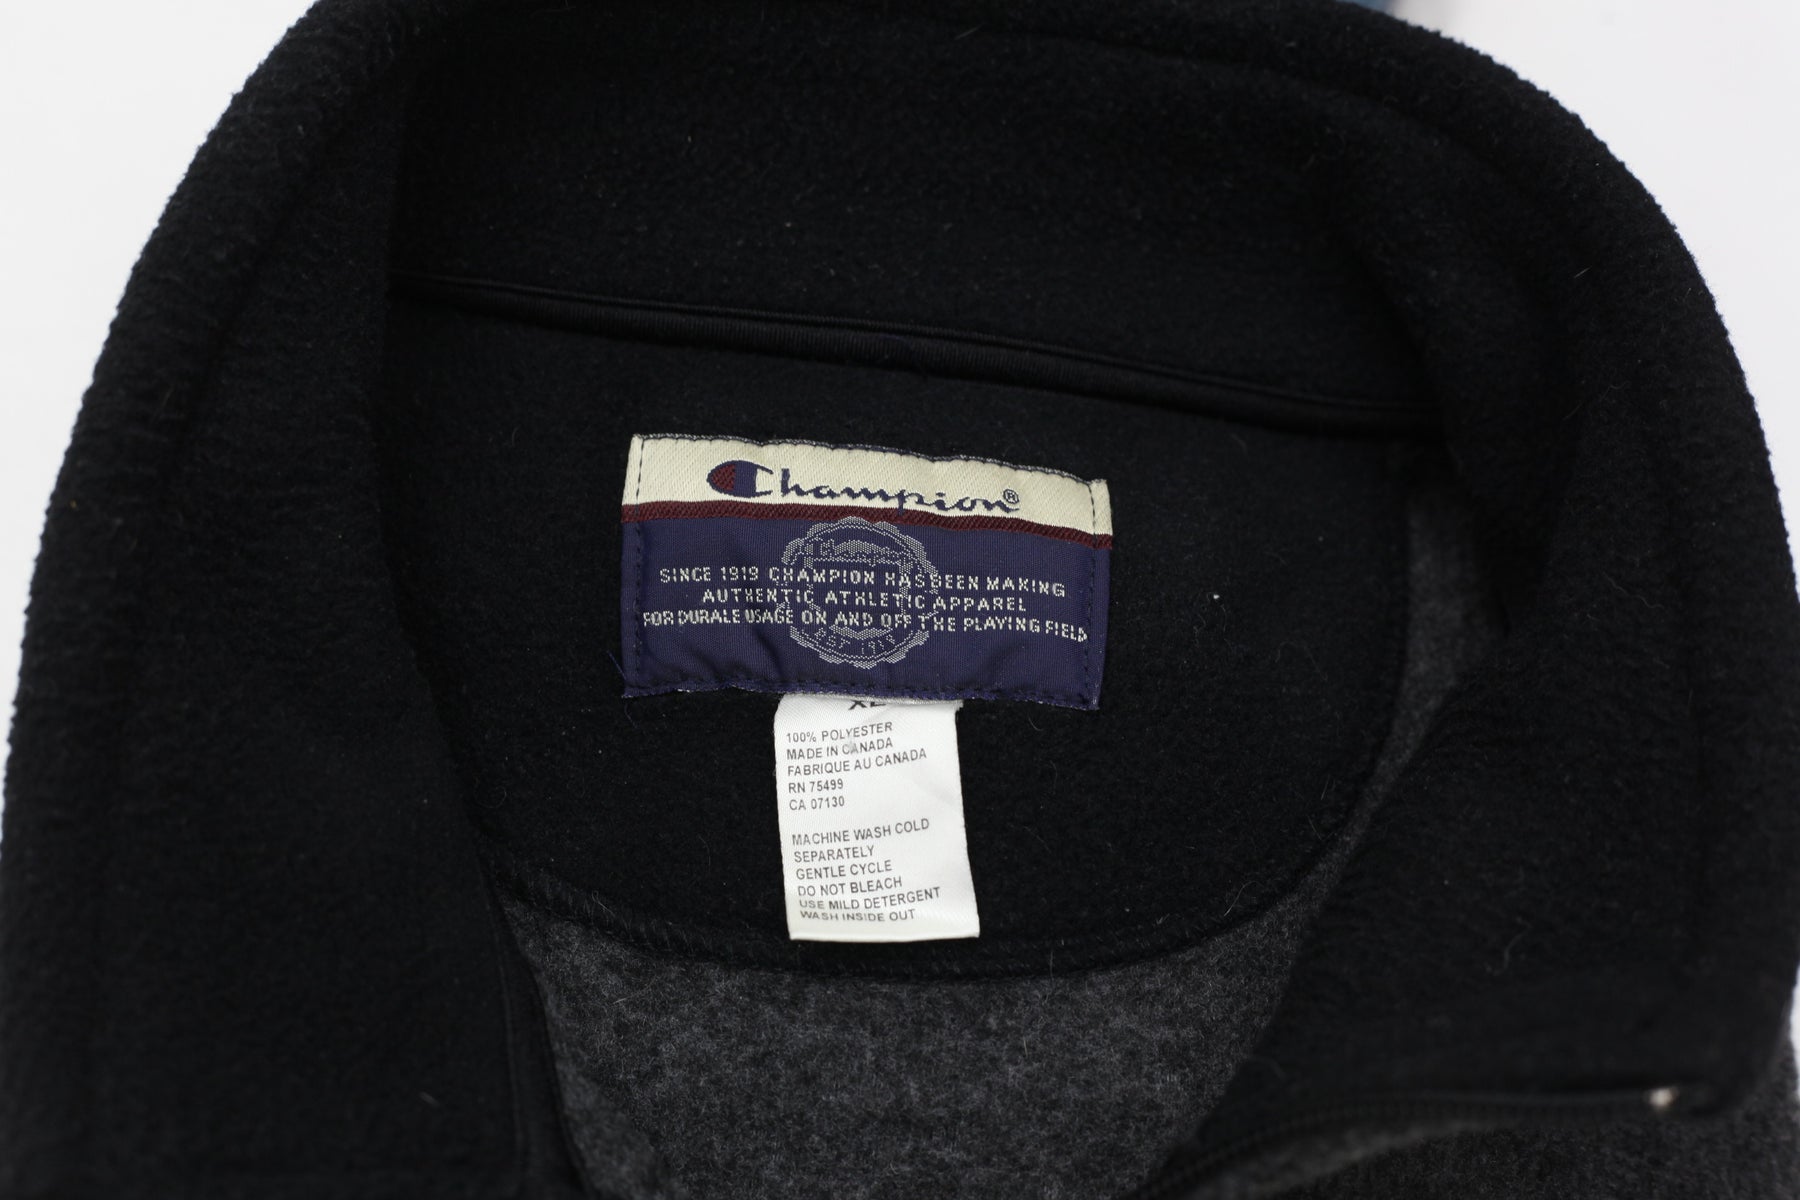 Champion®
SINCE 1919 CHAMPION HAS BEEN MAKING
AUTHENTIC ATHLETIC APPAREL
FOR DURALE USAGE ON AND OFF THE PLAYING FIELD
XL
100% POLYESTER
MADE IN CANADA
FABRIQUE AU CANADA
RN 75499
CA 07130
MACHINE WASH COLD
SEPARATELY
GENTLE CYCLE
DO NOT BLEACH
USE MILD DETERGENT
WASH INSIDE OUT